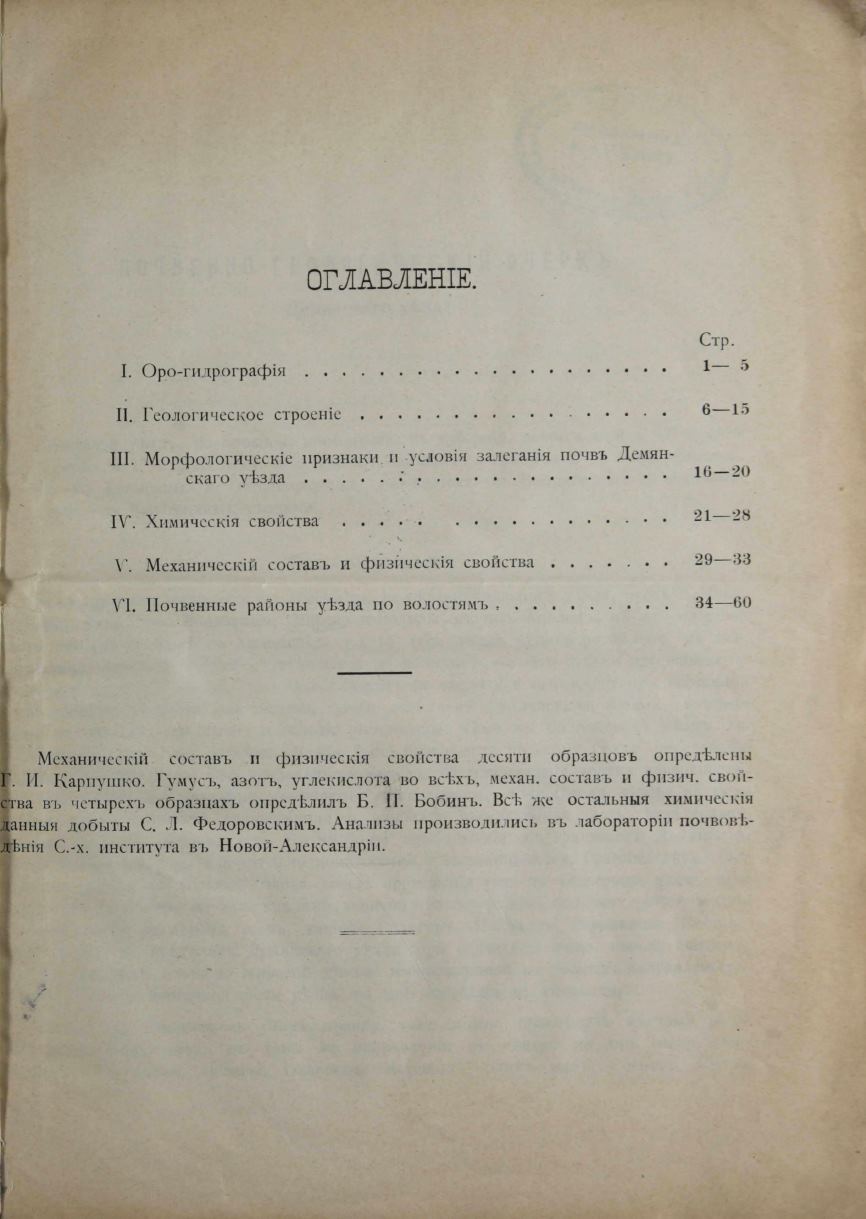 ОГЛАВЛЕНІЕ.
Стр.
I. Оро-гидрографія . . . . . . . . . . . . . . . . . . . . 1— 5
II. Геологическое строеніе . . . . . . . . . . . . . . . . . 6—15
III. Морфологическіе признаки и условія залеганія почвъ Демян-
скаго уѣзда . . . . . . . . . . . . . . . . . . . . 16—20
IV. Химическія свойства . . . . . . . . . . . . . . . . . 21—28
V. Механическій составъ и физическія свойства . . . . . . . 29—33
VI. Почвенные районы уѣзда по волостямъ . . . . . . . . . . 34—60
Механическій составъ и физическія свойства десяти образцовъ опредѣлены
Г. И. Карпушко. Гумусъ, азотъ, углекислота во всѣхъ, механ. составъ и физич. свой-
ства въ четырехъ образцахъ опредѣлилъ Б. П. Бобинъ. Всѣ же остальныя химическія
данныя добыты С. Л. Федоровскимъ. Анализы производились въ лабораторіи почвовѣ-
дѣнія С.-х. института въ Новой-Александріи.